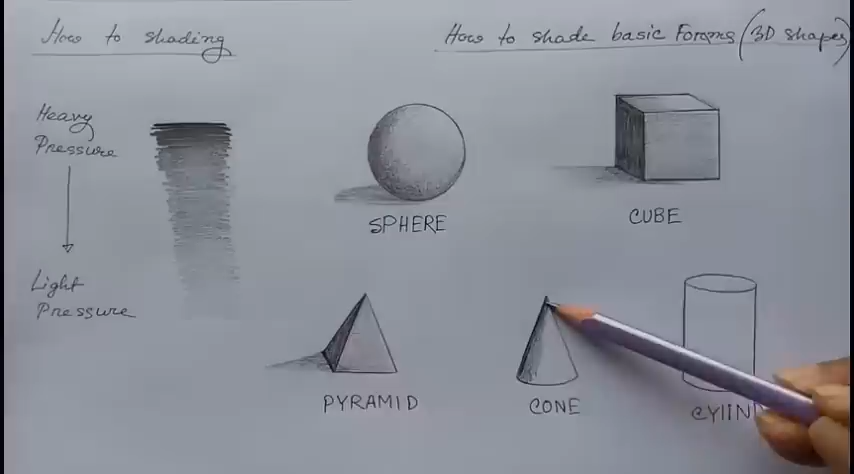 How to shading
How to shade basic Forms (3D shapes)
Heavy
Pressure
Light
Pressure
SPHERE
CUBE
PYRAMID
CONE